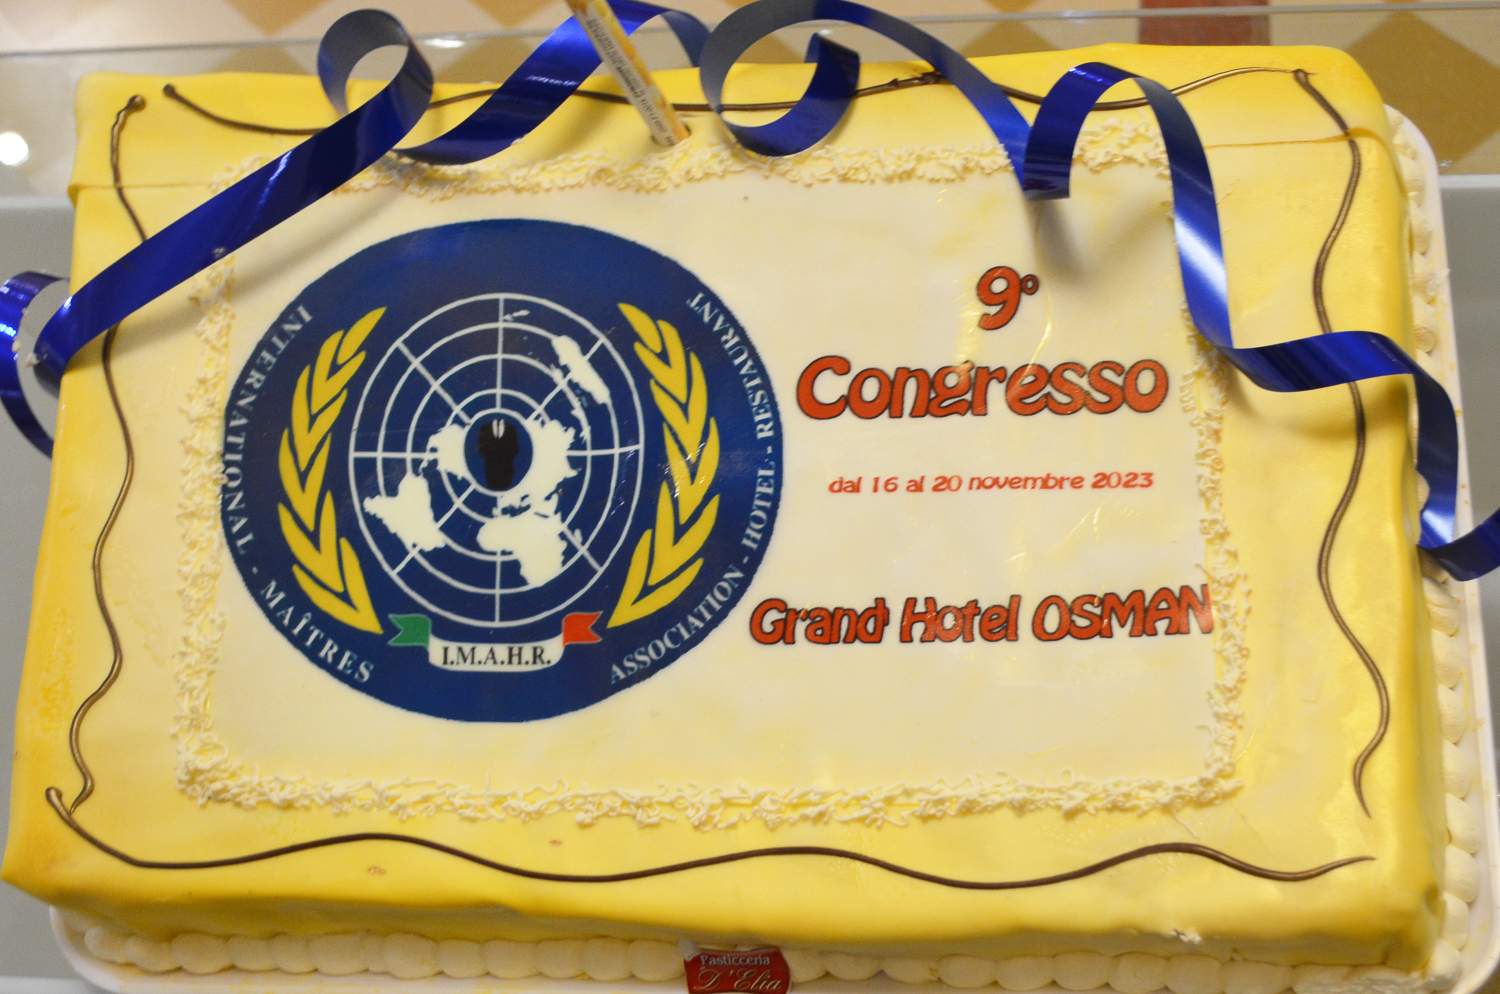 INTERNATIONAL - MAÎTRES
ASSOCIATION - HOTEL - RESTAURANT
I.M.A.H.R.
9°
Congresso
dal 16 al 20 novembre 2023
Grand Hotel OSMAN
Pasticceria
D'Elia